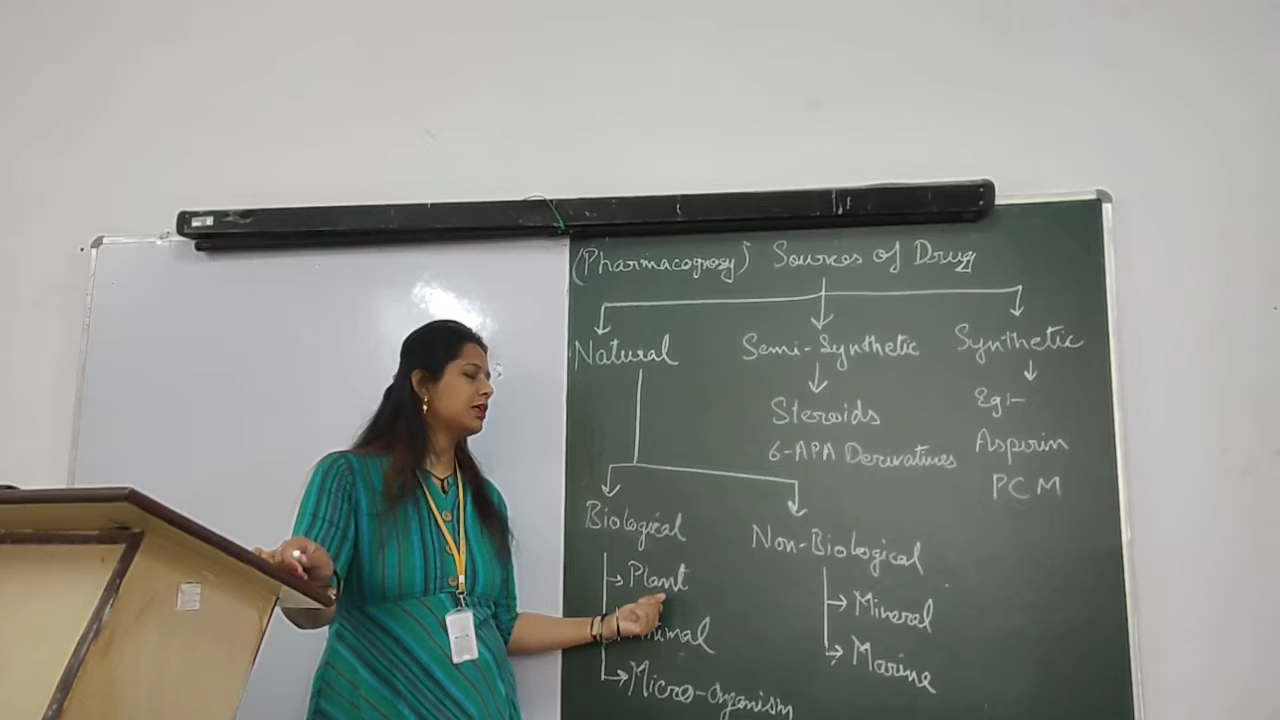 (Pharmacognosy) Sources of Drug
Natural
Semi-Synthetic
Synthetic
Steroids
6-APA Derivatives
Eg:-
Aspirin
PCM
Biological
Non-Biological
Plant
Animal
Micro-organism
Mineral
Marine